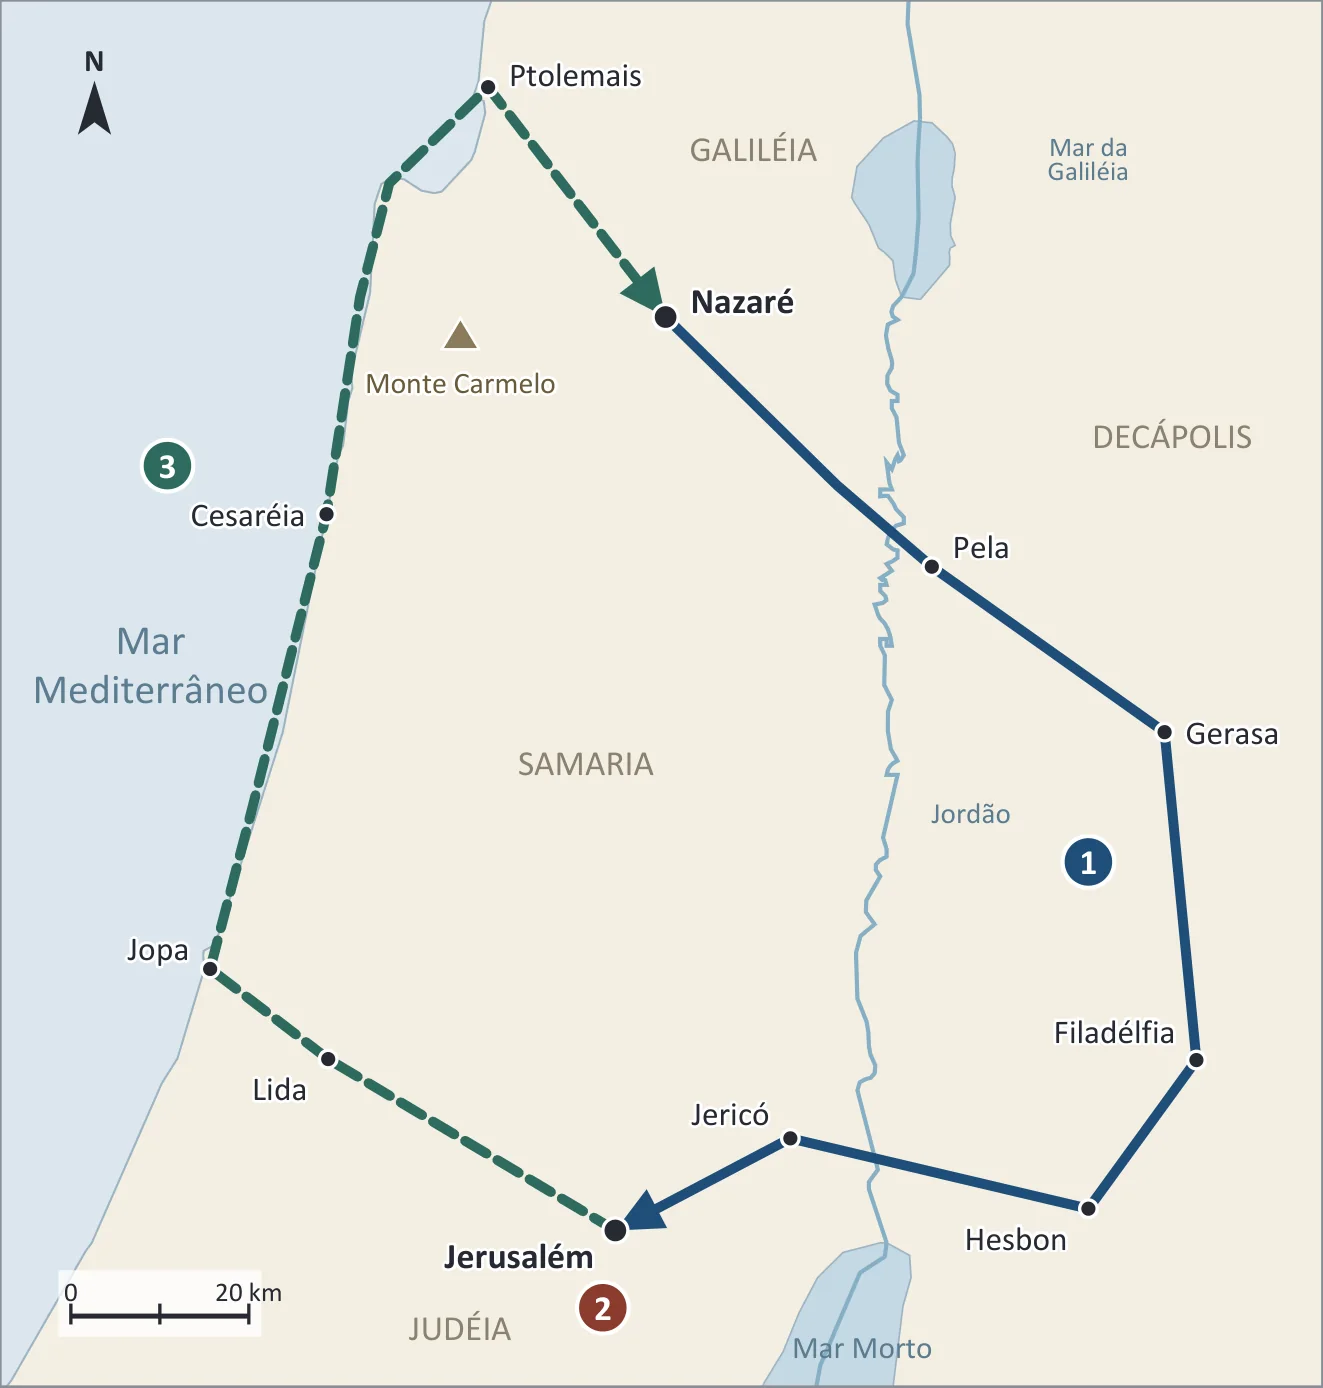 N
Ptolemais
GALILÉIA
Mar da
Galiléia
Nazaré
Monte Carmelo
DECÁPOLIS
3
Cesaréia
Pela
Mar
Mediterrâneo
Gerasa
SAMARIA
Jordão
1
Jopa
Filadélfia
Lida
Jericó
Hesbon
Jerusalém
0 20 km
2
JUDÉIA
Mar Morto